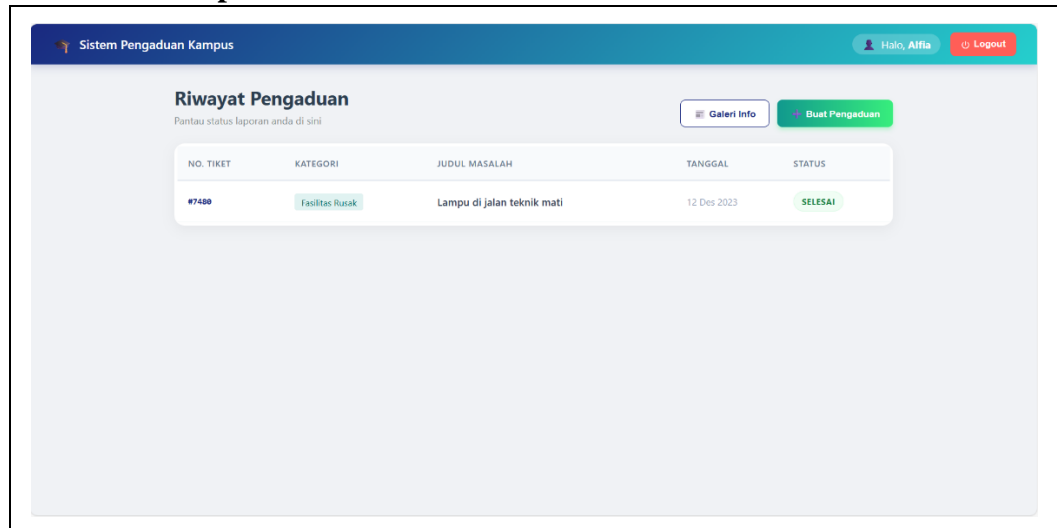 Sistem Pengaduan Kampus
Halo, Alfia
Logout
Riwayat Pengaduan
Pantau status laporan anda di sini
Galeri Info
Buat Pengaduan
NO. TIKET KATEGORI JUDUL MASALAH TANGGAL STATUS
#7480 Fasilitas Rusak Lampu di jalan teknik mati 12 Des 2023 SELESAI